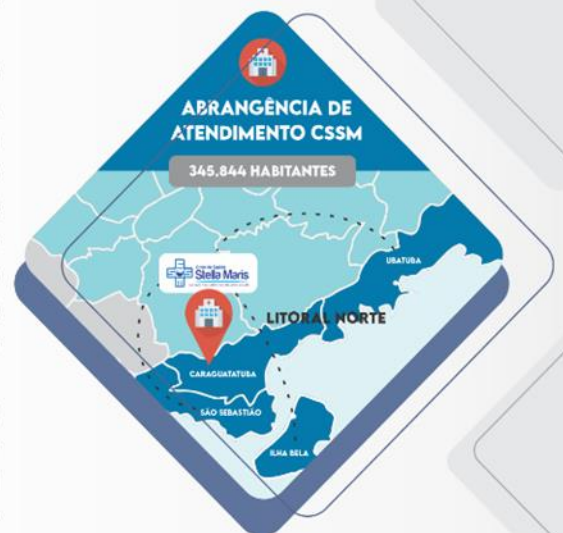 ABRANGÊNCIA DE
ATENDIMENTO CSSM
345.844 HABITANTES
UBATUBA
Stella Maris
LITORAL NORTE
CARAGUATATUBA
SÃO SEBASTIÃO
ILHA BELA